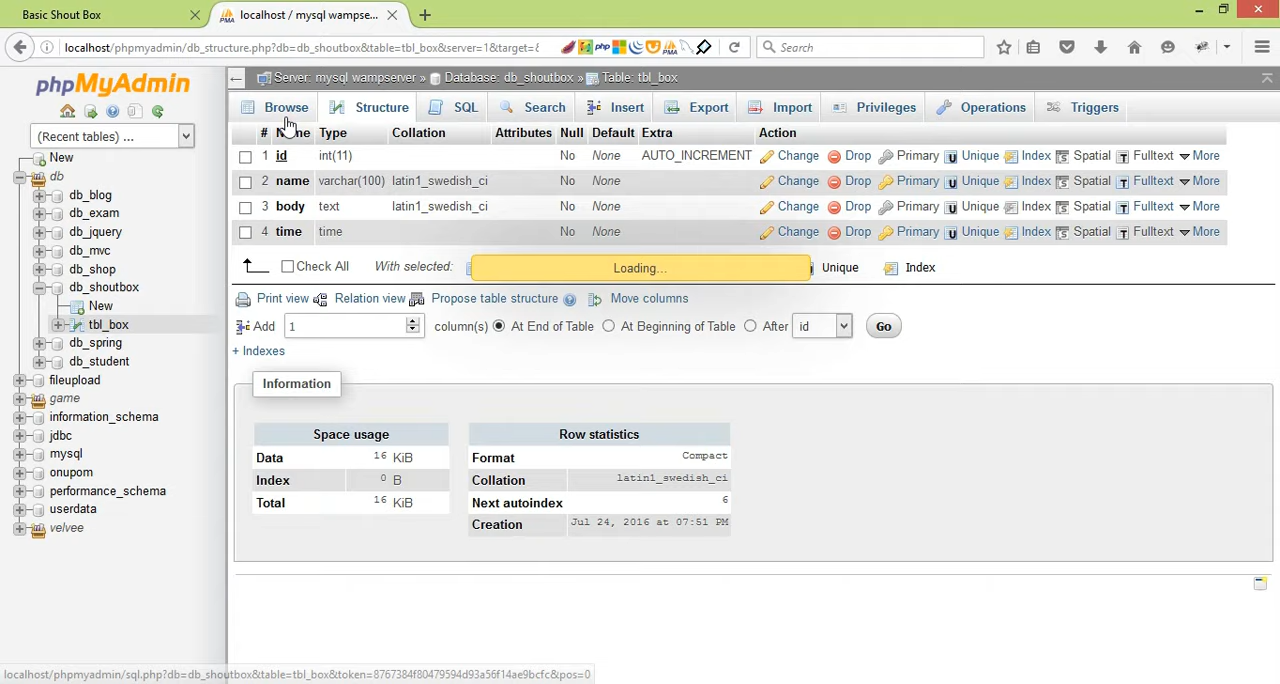 Basic Shout Box
localhost / mysql wampse...
localhost/phpmyadmin/db_structure.php?db=db_shoutbox&table=tbl_box&server=1&target=
Search
phpMyAdmin
(Recent tables) ...
New
db
db_blog
db_exam
db_jquery
db_mvc
db_shop
db_shoutbox
New
tbl_box
db_spring
db_student
fileupload
game
information_schema
jdbc
mysql
onupom
performance_schema
userdata
velvee
Server: mysql wampserver » Database: db_shoutbox » Table: tbl_box
Browse Structure SQL Search Insert Export Import Privileges Operations Triggers
# Name Type Collation Attributes Null Default Extra Action
1 id int(11) No None AUTO_INCREMENT Change Drop Primary Unique Index Spatial Fulltext More
2 name varchar(100) latin1_swedish_ci No None Change Drop Primary Unique Index Spatial Fulltext More
3 body text latin1_swedish_ci No None Change Drop Primary Unique Index Spatial Fulltext More
4 time time No None Change Drop Primary Unique Index Spatial Fulltext More
Check All With selected: Loading... Unique Index
Print view Relation view Propose table structure Move columns
Add 1 column(s) At End of Table At Beginning of Table After id Go
+ Indexes
Information
Space usage
Data 16 KiB
Index 0 B
Total 16 KiB
Row statistics
Format Compact
Collation latin1_swedish_ci
Next autoindex 6
Creation Jul 24, 2016 at 07:51 PM
localhost/phpmyadmin/sql.php?db=db_shoutbox&table=tbl_box&token=8767384f80479594d93a56f14ae9bcfc&pos=0